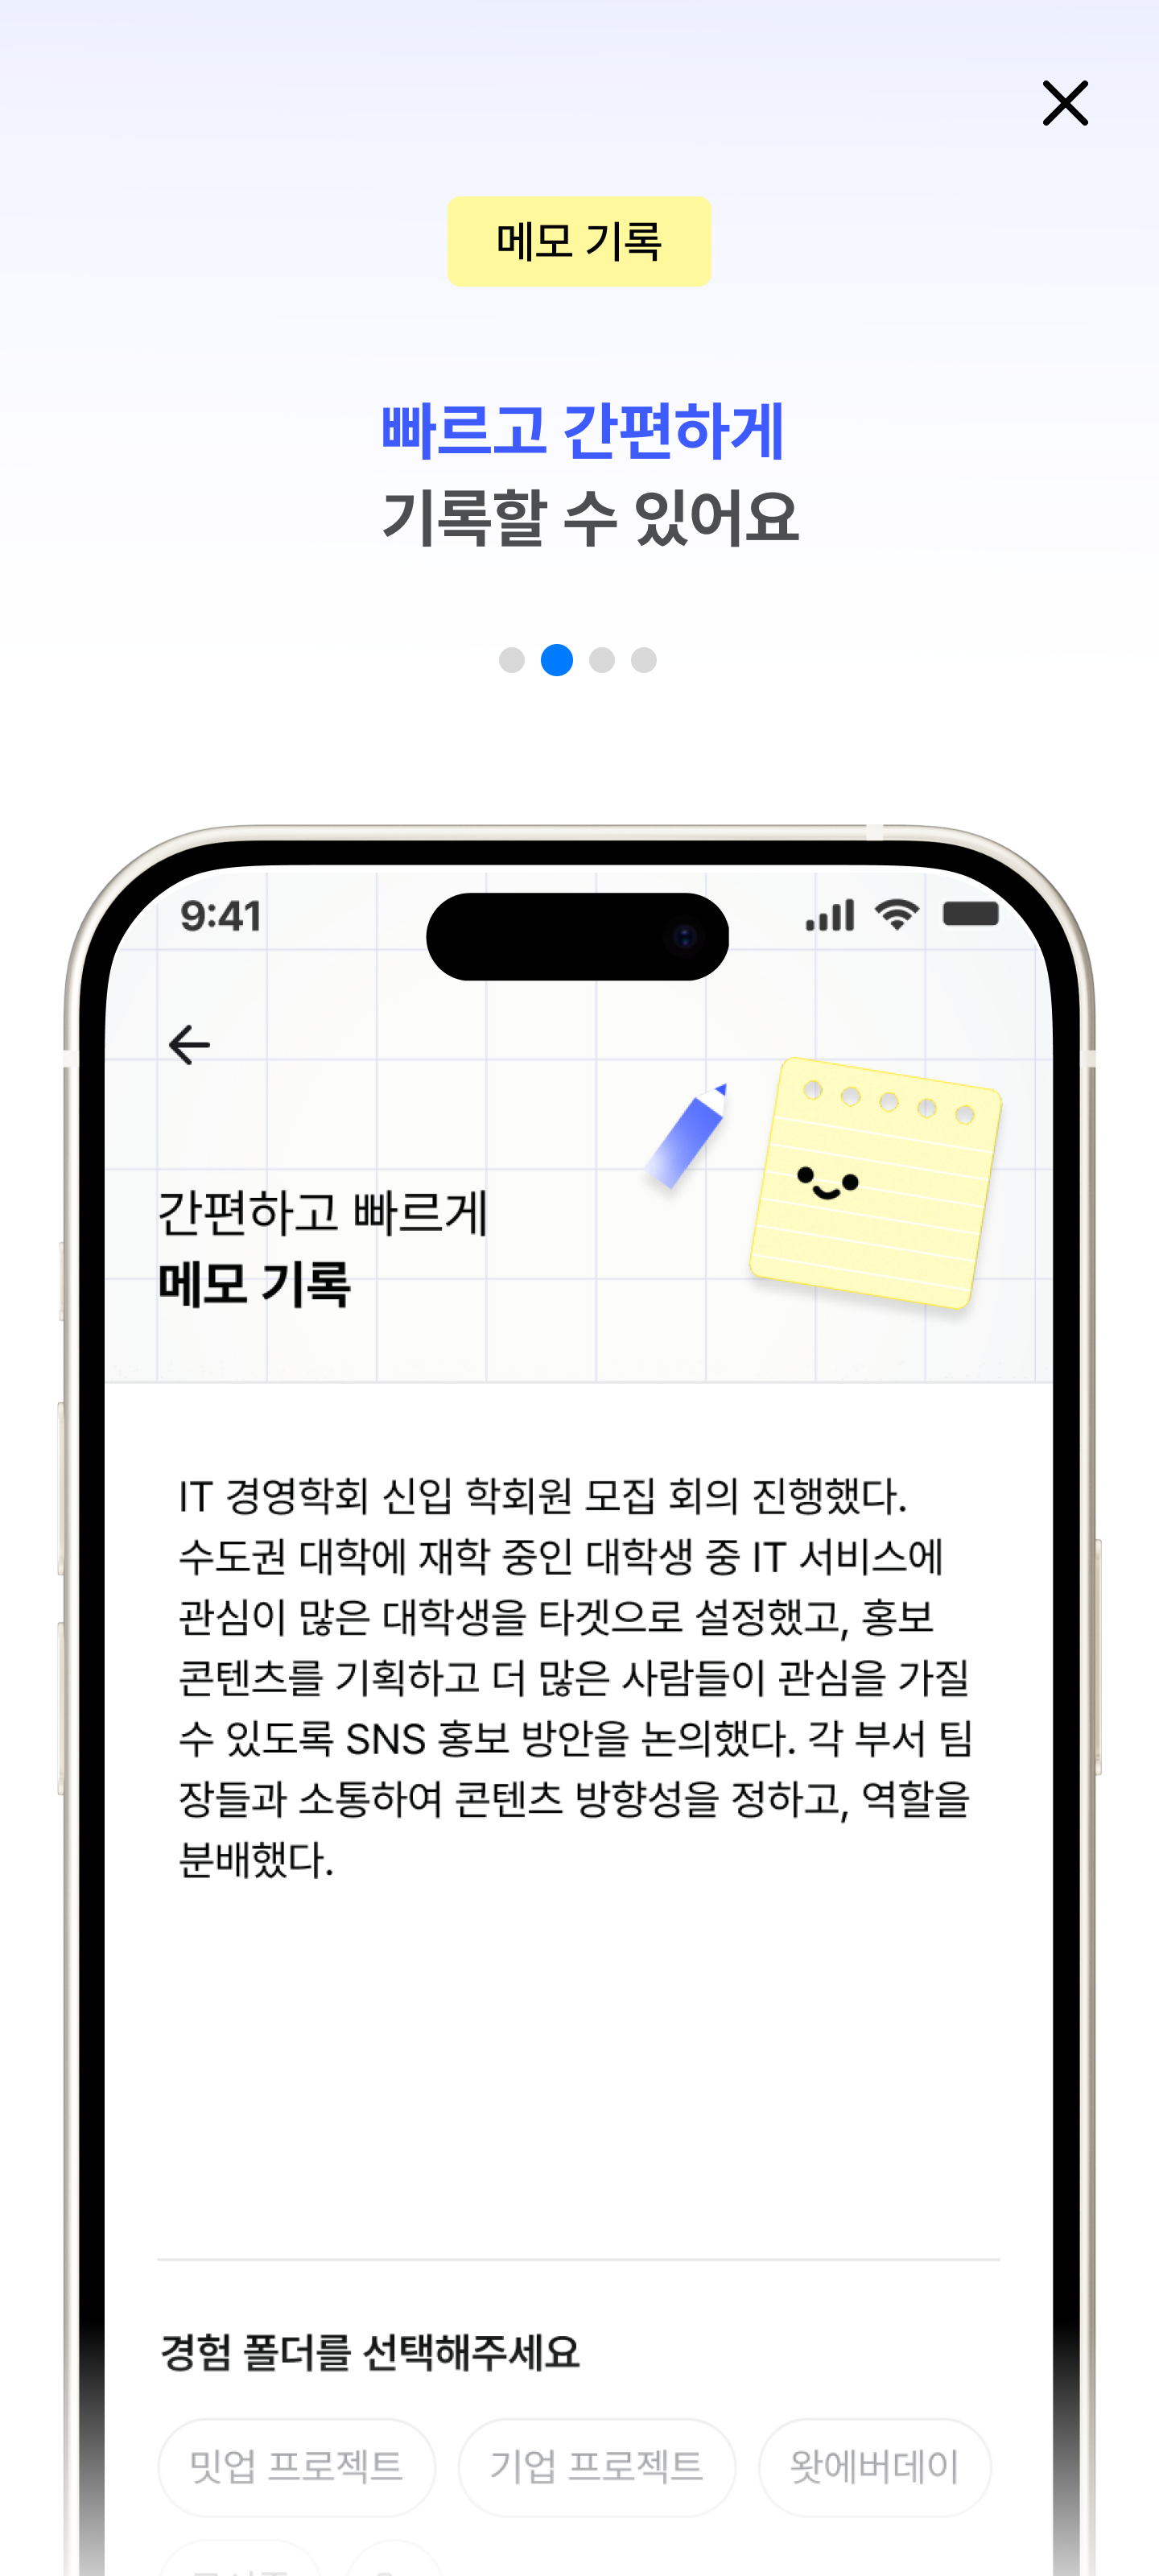 메모 기록
빠르고 간편하게
기록할 수 있어요
9:41
간편하고 빠르게
메모 기록
IT 경영학회 신입 학회원 모집 회의 진행했다.
수도권 대학에 재학 중인 대학생 중 IT 서비스에
관심이 많은 대학생을 타겟으로 설정했고, 홍보
콘텐츠를 기획하고 더 많은 사람들이 관심을 가질
수 있도록 SNS 홍보 방안을 논의했다. 각 부서 팀
장들과 소통하여 콘텐츠 방향성을 정하고, 역할을
분배했다.
경험 폴더를 선택해주세요
밋업 프로젝트 기업 프로젝트 왓에버데이